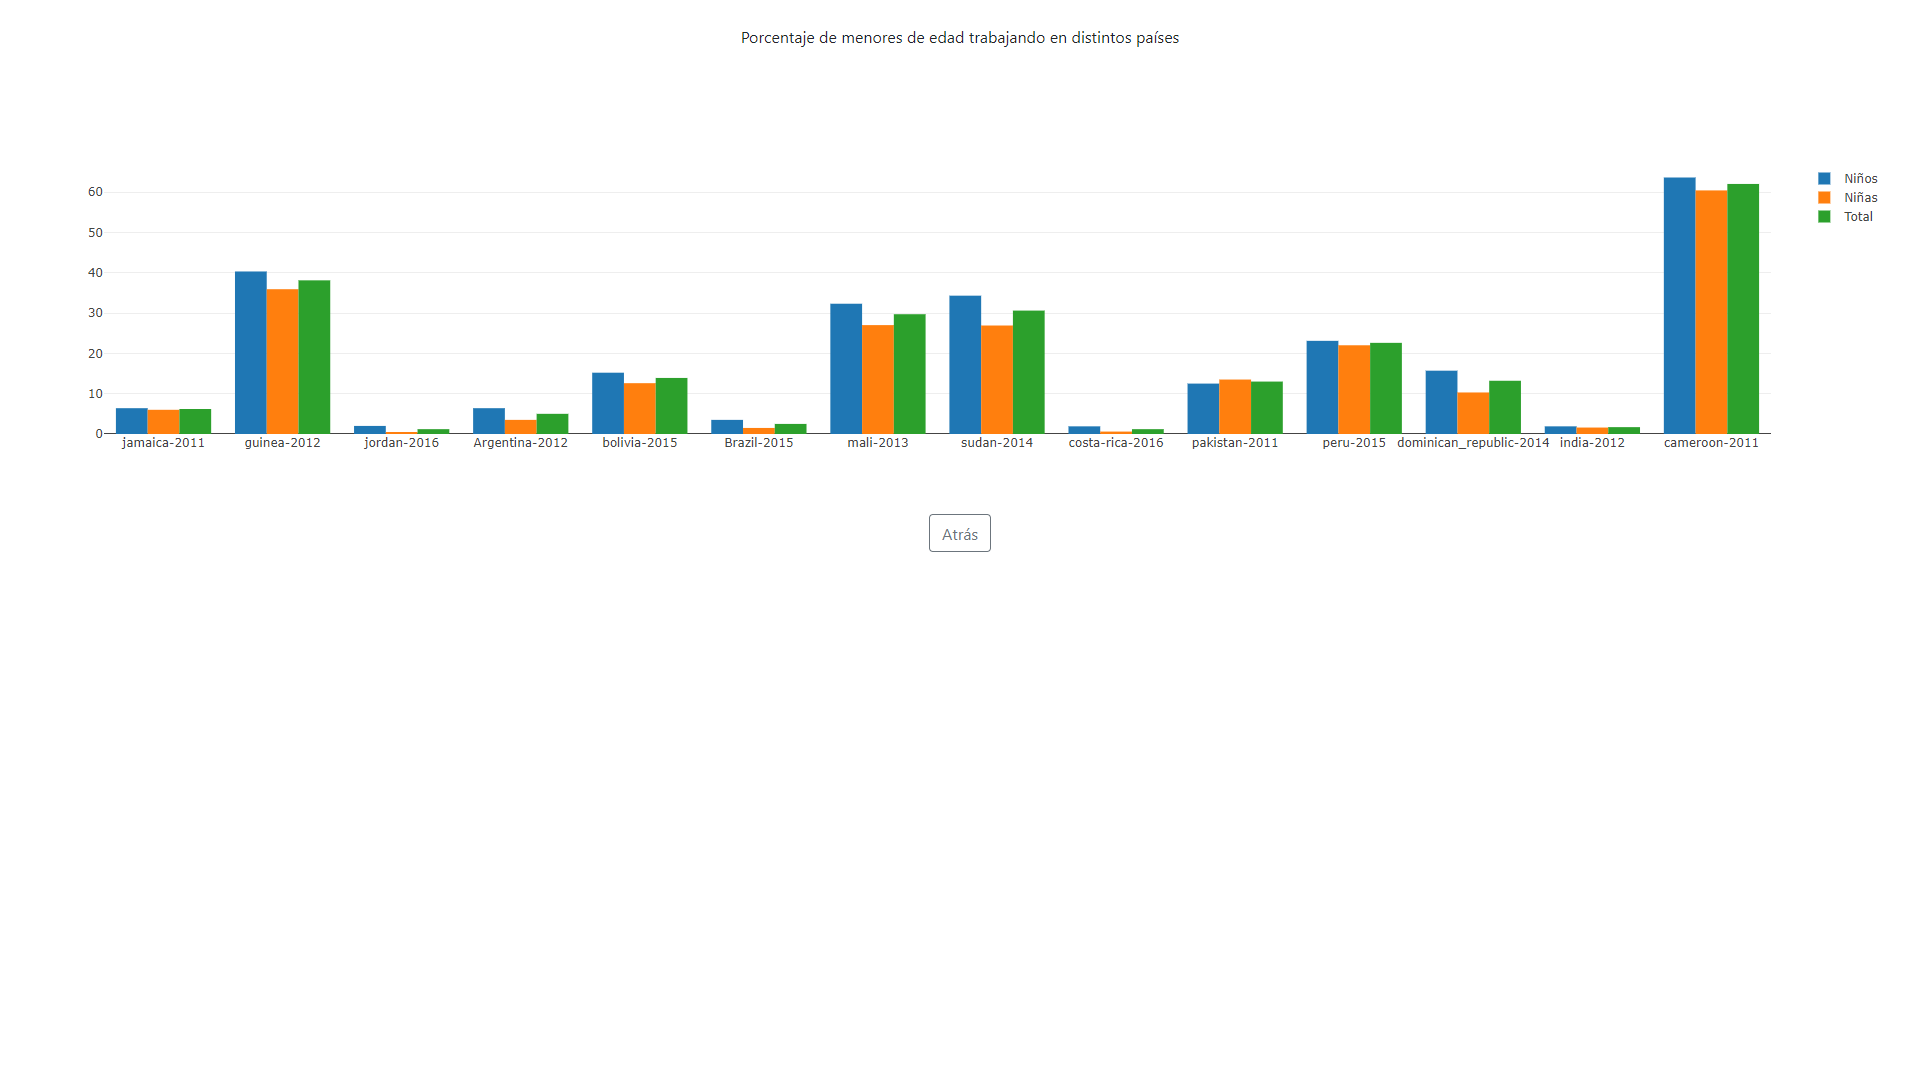 Porcentaje de menores de edad trabajando en distintos países
Niños
Niñas
Total
60
50
40
30
20
10
0
jamaica-2011 guinea-2012 jordan-2016 Argentina-2012 bolivia-2015 Brazil-2015 mali-2013 sudan-2014 costa-rica-2016 pakistan-2011 peru-2015 dominican_republic-2014 india-2012 cameroon-2011
Atrás